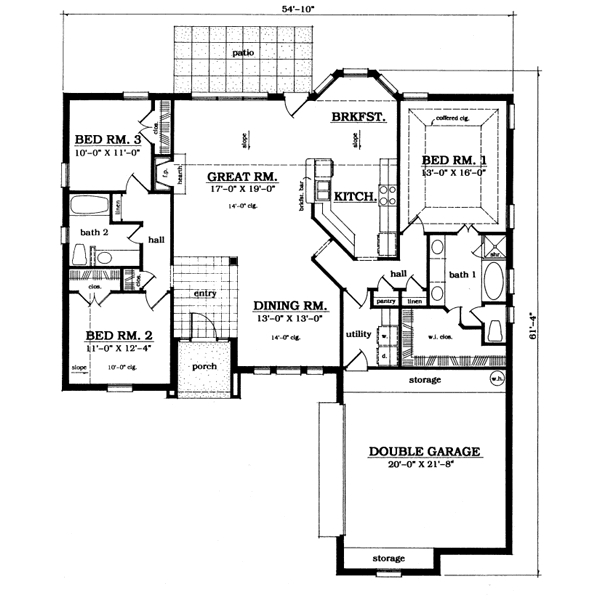 54'-10"
patio
BRKFST.
slope
slope
clos.
BED RM. 3
10'-0" X 11'-0"
coffered clg.
BED RM. 1
13'-0" X 16'-0"
GREAT RM.
17'-0" X 19'-0"
14'-0" clg.
f.p.
hearth
brkfst. bar
KITCH.
linen
bath 2
hall
shr.
bath 1
hall
clos.
clos.
entry
pantry
linen
DINING RM.
13'-0" X 13'-0"
14'-0" clg.
utility
w.
d.
w.i. clos.
61'-4"
BED RM. 2
11'-0" X 12'-4"
slope
10'-0" clg.
porch
storage
w.h.
DOUBLE GARAGE
20'-0" X 21'-8"
storage